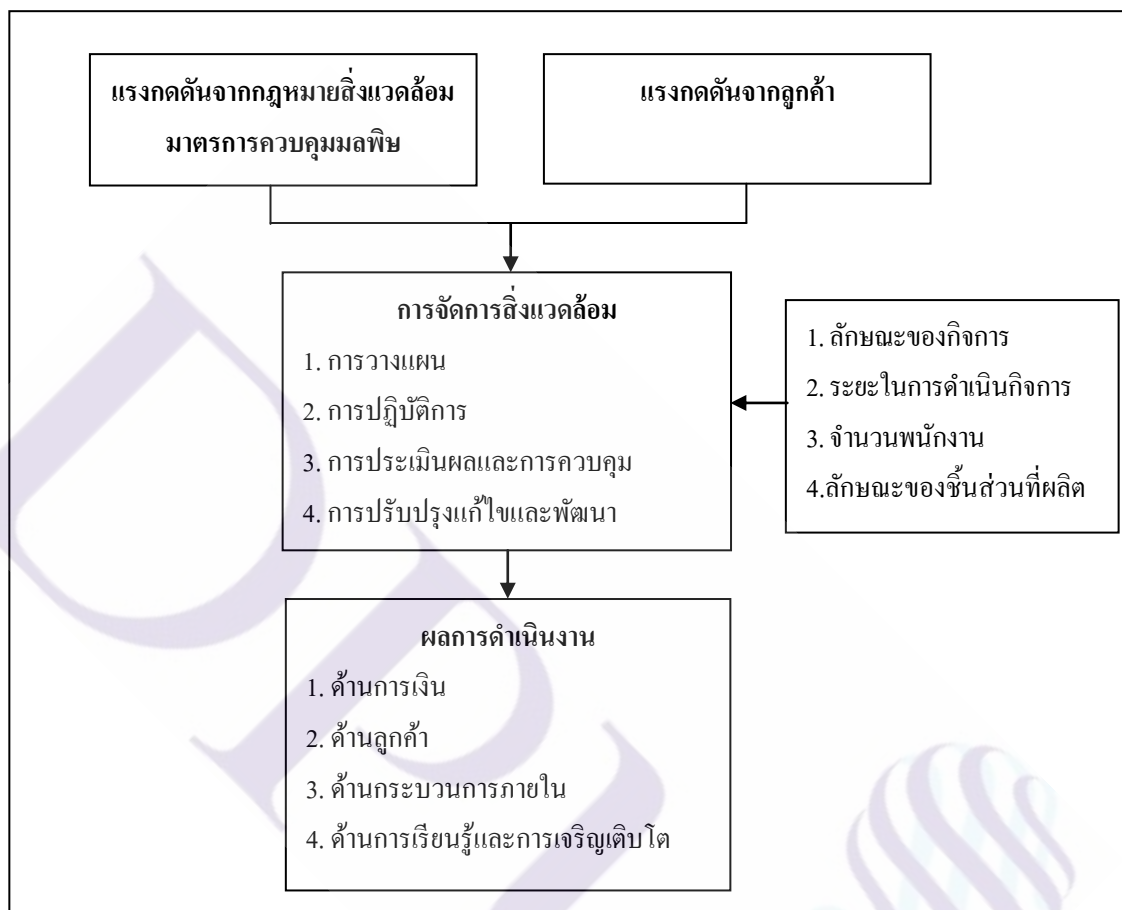 แรงกดดันจากกฎหมายสิ่งแวดล้อม
มาตรการควบคุมมลพิษ
แรงกดดันจากลูกค้า
การจัดการสิ่งแวดล้อม
1. การวางแผน
2. การปฏิบัติการ
3. การประเมินผลและการควบคุม
4. การปรับปรุงแก้ไขและพัฒนา
1. ลักษณะของกิจการ
2. ระยะในการดำเนินกิจการ
3. จำนวนพนักงาน
4.ลักษณะของชิ้นส่วนที่ผลิต
ผลการดำเนินงาน
1. ด้านการเงิน
2. ด้านลูกค้า
3. ด้านกระบวนการภายใน
4. ด้านการเรียนรู้และการเจริญเติบโต